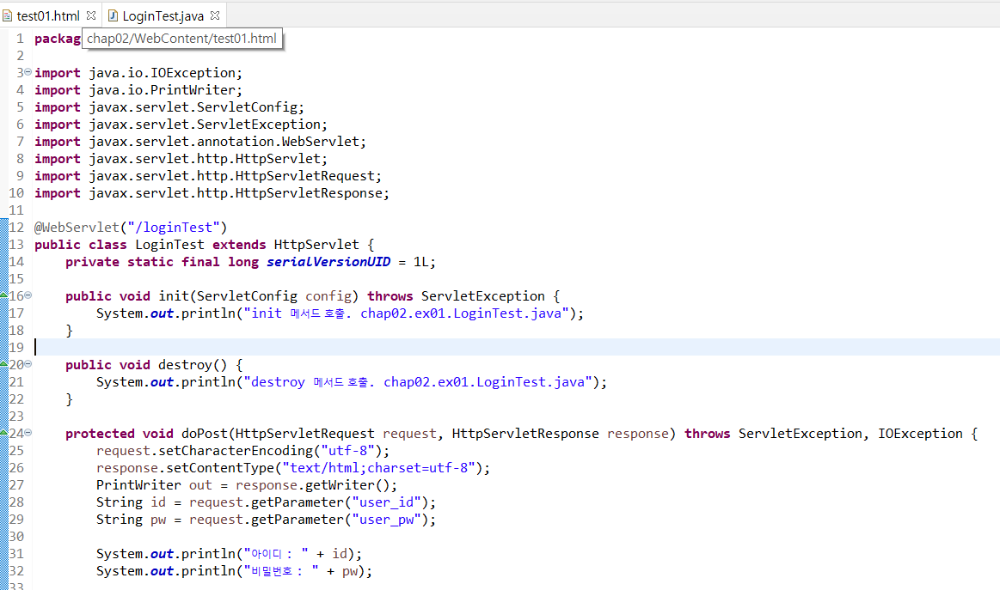 test01.html LoginTest.java
1 packag chap02/WebContent/test01.html
2
3 import java.io.IOException;
4 import java.io.PrintWriter;
5 import javax.servlet.ServletConfig;
6 import javax.servlet.ServletException;
7 import javax.servlet.annotation.WebServlet;
8 import javax.servlet.http.HttpServlet;
9 import javax.servlet.http.HttpServletRequest;
10 import javax.servlet.http.HttpServletResponse;
11
12 @WebServlet("/loginTest")
13 public class LoginTest extends HttpServlet {
14 private static final long serialVersionUID = 1L;
15
16 public void init(ServletConfig config) throws ServletException {
17 System.out.println("init 메서드 호출. chap02.ex01.LoginTest.java");
18 }
19
20 public void destroy() {
21 System.out.println("destroy 메서드 호출. chap02.ex01.LoginTest.java");
22 }
23
24 protected void doPost(HttpServletRequest request, HttpServletResponse response) throws ServletException, IOException {
25 request.setCharacterEncoding("utf-8");
26 response.setContentType("text/html;charset=utf-8");
27 PrintWriter out = response.getWriter();
28 String id = request.getParameter("user_id");
29 String pw = request.getParameter("user_pw");
30
31 System.out.println("아이디 : " + id);
32 System.out.println("비밀번호 : " + pw);
33